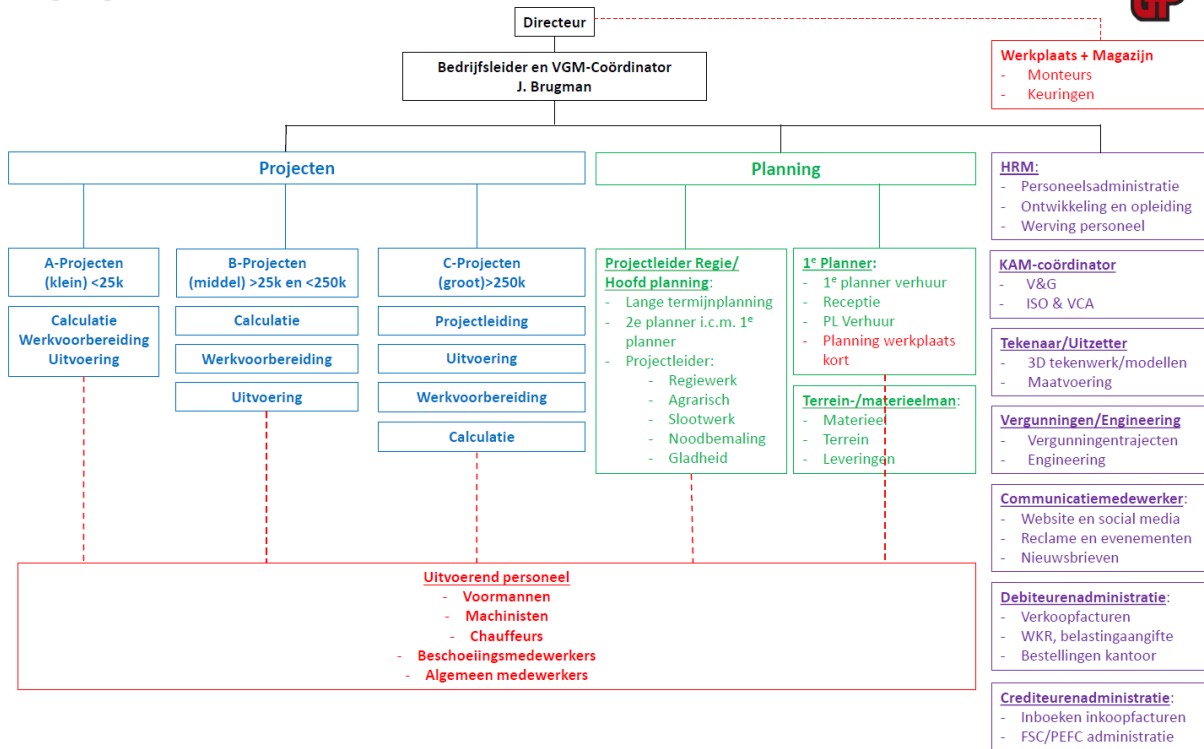 Directeur
GP
Bedrijfsleider en VGM-Coördinator
J. Brugman
Werkplaats + Magazijn
- Monteurs
- Keuringen
Projecten
A-Projecten
(klein) <25k
Calculatie
Werkvoorbereiding
Uitvoering
B-Projecten
(middel) >25k en <250k
Calculatie
Werkvoorbereiding
Uitvoering
C-Projecten
(groot)>250k
Projectleiding
Uitvoering
Werkvoorbereiding
Calculatie
Planning
Projectleider Regie/
Hoofd planning:
- Lange termijnplanning
- 2e planner i.c.m. 1e
planner
- Projectleider:
- Regiewerk
- Agrarisch
- Slootwerk
- Noodbemaling
- Gladheid
1e Planner:
- 1e planner verhuur
- Receptie
- PL Verhuur
- Planning werkplaats
kort
Terrein-/materieelman:
- Materieel
- Terrein
- Leveringen
HRM:
- Personeelsadministratie
- Ontwikkeling en opleiding
- Werving personeel
KAM-coördinator
- V&G
- ISO & VCA
Tekenaar/Uitzetter
- 3D tekenwerk/modellen
- Maatvoering
Vergunningen/Engineering
- Vergunningentrajecten
- Engineering
Communicatiemedewerker:
- Website en social media
- Reclame en evenementen
- Nieuwsbrieven
Debiteurenadministratie:
- Verkoopfacturen
- WKR, belastingaangifte
- Bestellingen kantoor
Crediteurenadministratie:
- Inboeken inkoopfacturen
- FSC/PEFC administratie
Uitvoerend personeel
- Voormannen
- Machinisten
- Chauffeurs
- Beschoeiingsmedewerkers
- Algemeen medewerkers